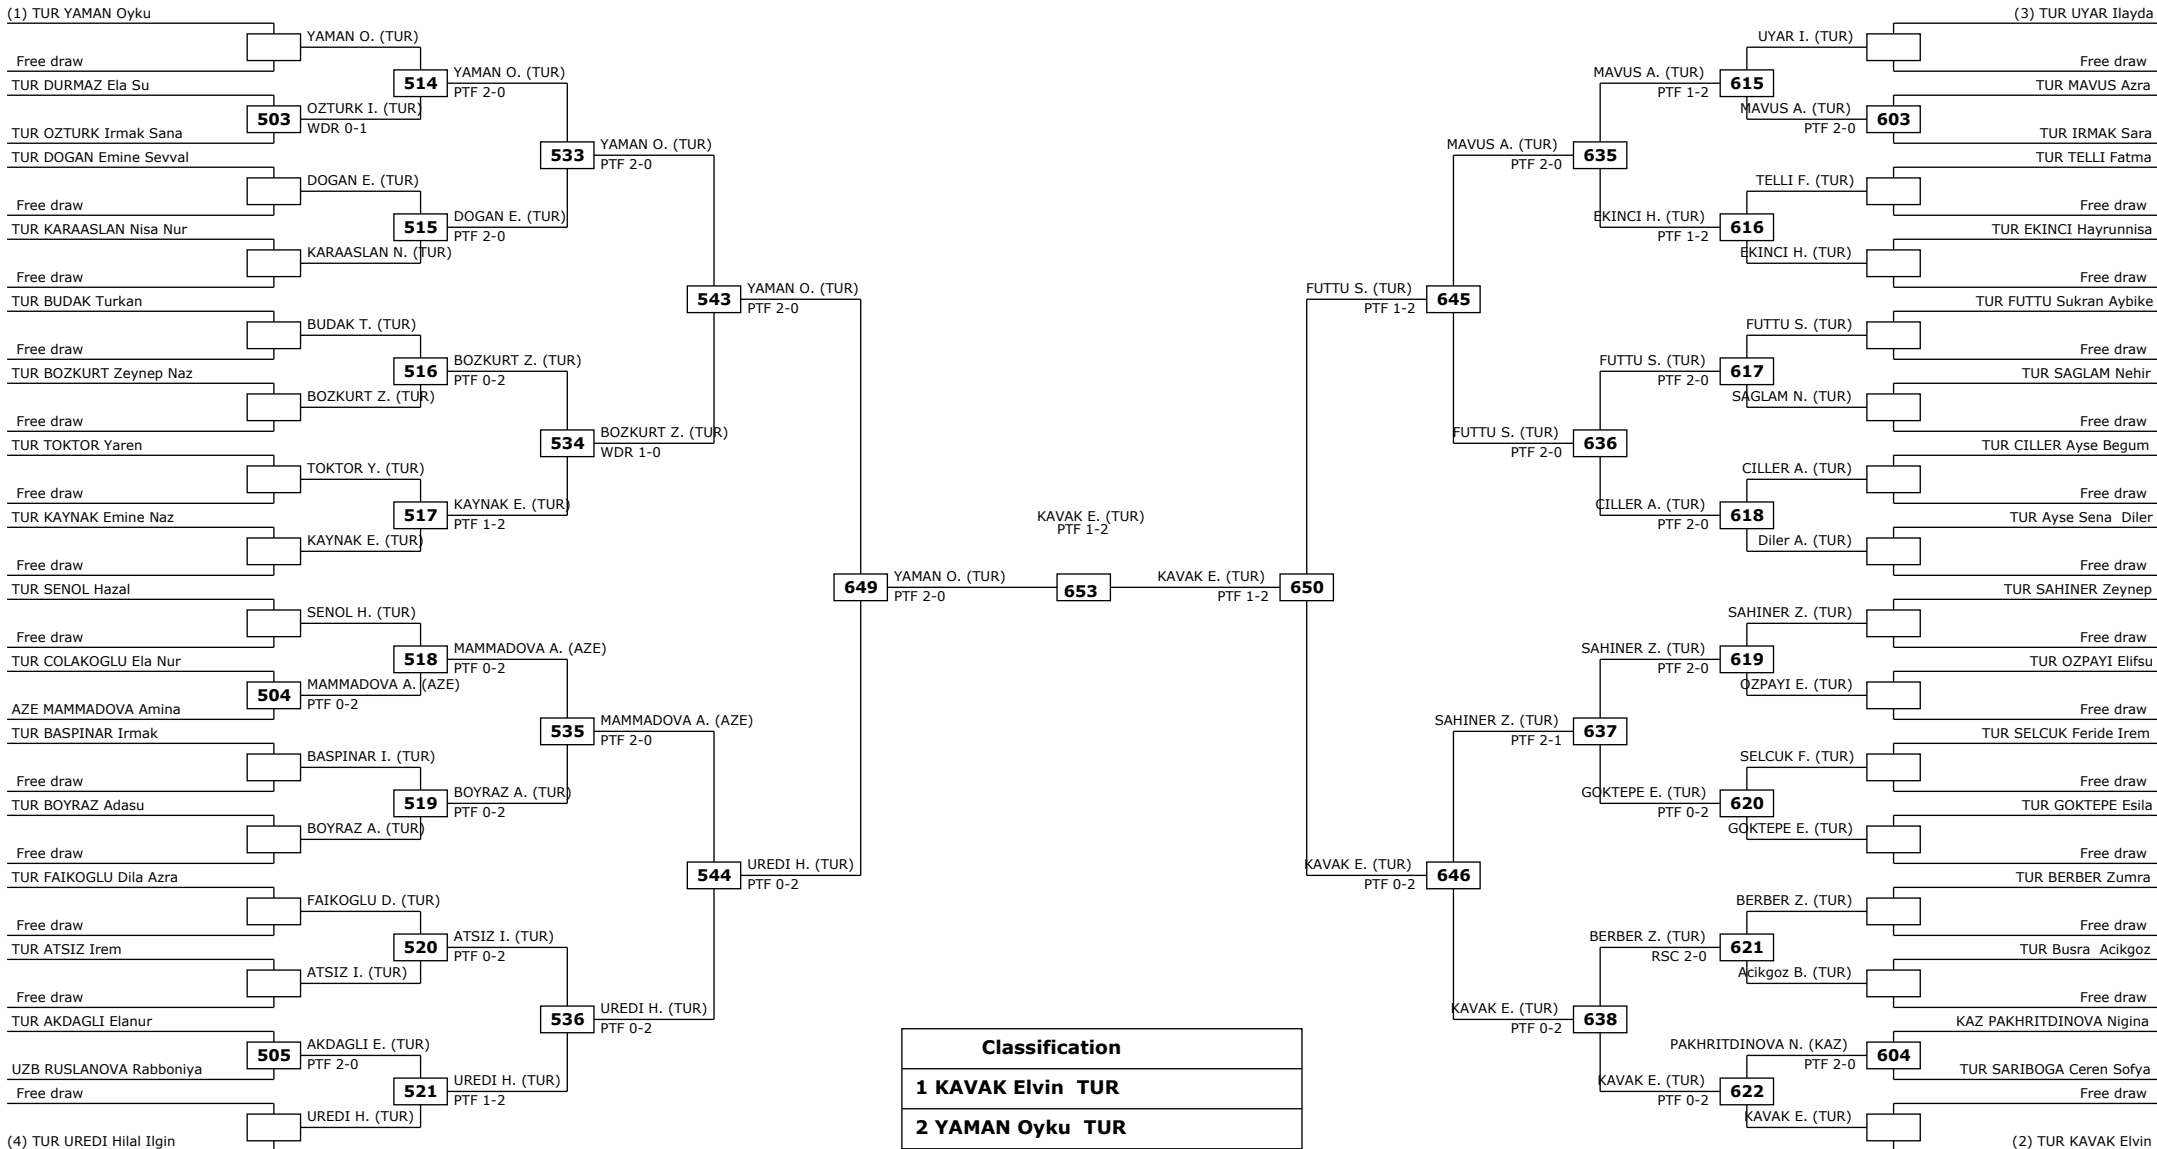 (1) TUR YAMAN Oyku
Free draw
TUR DURMAZ Ela Su
TUR OZTURK Irmak Sana
TUR DOGAN Emine Sevval
Free draw
TUR KARAASLAN Nisa Nur
Free draw
TUR BUDAK Turkan
Free draw
TUR BOZKURT Zeynep Naz
Free draw
TUR TOKTOR Yaren
Free draw
TUR KAYNAK Emine Naz
Free draw
TUR SENOL Hazal
Free draw
TUR COLAKOGLU Ela Nur
AZE MAMMADOVA Amina
TUR BASPINAR Irmak
Free draw
TUR BOYRAZ Adasu
Free draw
TUR FAIKOGLU Dila Azra
Free draw
TUR ATSIZ Irem
Free draw
TUR AKDAGLI Elanur
UZB RUSLANOVA Rabboniya
Free draw
(4) TUR UREDI Hilal Ilgin
503
504
505
YAMAN O. (TUR)
OZTURK I. (TUR)
WDR 0-1
DOGAN E. (TUR)
KARAASLAN N. (TUR)
BUDAK T. (TUR)
BOZKURT Z. (TUR)
TOKTOR Y. (TUR)
KAYNAK E. (TUR)
SENOL H. (TUR)
MAMMADOVA A. (AZE)
PTF 0-2
BASPINAR I. (TUR)
BOYRAZ A. (TUR)
FAIKOGLU D. (TUR)
ATSIZ I. (TUR)
AKDAGLI E. (TUR)
PTF 2-0
UREDI H. (TUR)
514
515
516
517
518
519
520
521
YAMAN O. (TUR)
PTF 2-0
DOGAN E. (TUR)
PTF 2-0
BOZKURT Z. (TUR)
PTF 0-2
KAYNAK E. (TUR)
PTF 1-2
MAMMADOVA A. (AZE)
PTF 0-2
BOYRAZ A. (TUR)
PTF 0-2
ATSIZ I. (TUR)
PTF 0-2
UREDI H. (TUR)
PTF 1-2
533
534
535
536
YAMAN O. (TUR)
PTF 2-0
BOZKURT Z. (TUR)
WDR 1-0
MAMMADOVA A. (AZE)
PTF 2-0
UREDI H. (TUR)
PTF 0-2
543
544
YAMAN O. (TUR)
PTF 2-0
UREDI H. (TUR)
PTF 0-2
649
YAMAN O. (TUR)
PTF 2-0
KAVAK E. (TUR)
PTF 1-2
653
KAVAK E. (TUR)
PTF 1-2
650
FUTTU S. (TUR)
PTF 1-2
KAVAK E. (TUR)
PTF 0-2
645
646
MAVUS A. (TUR)
PTF 2-0
FUTTU S. (TUR)
PTF 2-0
SAHINER Z. (TUR)
PTF 2-1
KAVAK E. (TUR)
PTF 0-2
635
636
637
638
MAVUS A. (TUR)
PTF 1-2
EKINCI H. (TUR)
PTF 1-2
FUTTU S. (TUR)
PTF 2-0
CILLER A. (TUR)
PTF 2-0
SAHINER Z. (TUR)
PTF 2-0
GOKTEPE E. (TUR)
PTF 0-2
BERBER Z. (TUR)
RSC 2-0
KAVAK E. (TUR)
PTF 0-2
615
616
617
618
619
620
621
622
UYAR I. (TUR)
MAVUS A. (TUR)
PTF 2-0
TELLI F. (TUR)
EKINCI H. (TUR)
FUTTU S. (TUR)
SAGLAM N. (TUR)
CILLER A. (TUR)
Diler A. (TUR)
SAHINER Z. (TUR)
OZPAYI E. (TUR)
SELCUK F. (TUR)
GOKTEPE E. (TUR)
BERBER Z. (TUR)
Acikgoz B. (TUR)
PAKHRITDINOVA N. (KAZ)
PTF 2-0
KAVAK E. (TUR)
603
604
(3) TUR UYAR Ilayda
Free draw
TUR MAVUS Azra
TUR IRMAK Sara
TUR TELLI Fatma
Free draw
TUR EKINCI Hayrunnisa
Free draw
TUR FUTTU Sukran Aybike
Free draw
TUR SAGLAM Nehir
Free draw
TUR CILLER Ayse Begum
Free draw
TUR Ayse Sena Diler
Free draw
TUR SAHINER Zeynep
Free draw
TUR OZPAYI Elifsu
Free draw
TUR SELCUK Feride Irem
Free draw
TUR GOKTEPE Esila
Free draw
TUR BERBER Zumra
Free draw
TUR Busra Acikgoz
Free draw
KAZ PAKHRITDINOVA Nigina
TUR SARIBOGA Ceren Sofya
Free draw
(2) TUR KAVAK Elvin
Classification
1 KAVAK Elvin TUR
2 YAMAN Oyku TUR